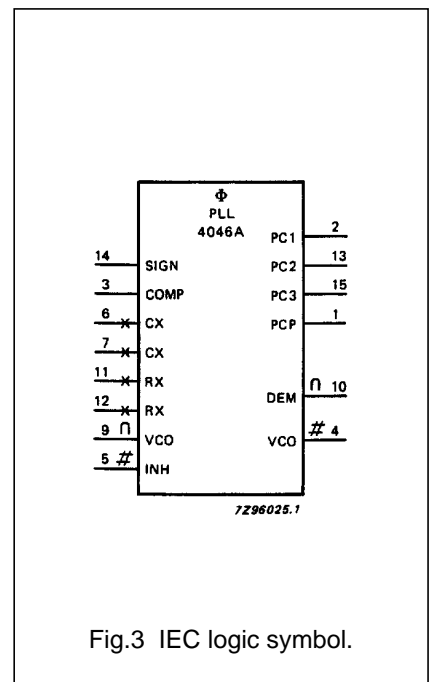 Φ
PLL
4046A
14 SIGN
3 COMP
6 CX
7 CX
11 RX
12 RX
9 ∩ VCO
5 # INH
PC1 2
PC2 13
PC3 15
PCP 1
DEM ∩ 10
VCO # 4
7Z96025.1
Fig.3 IEC logic symbol.